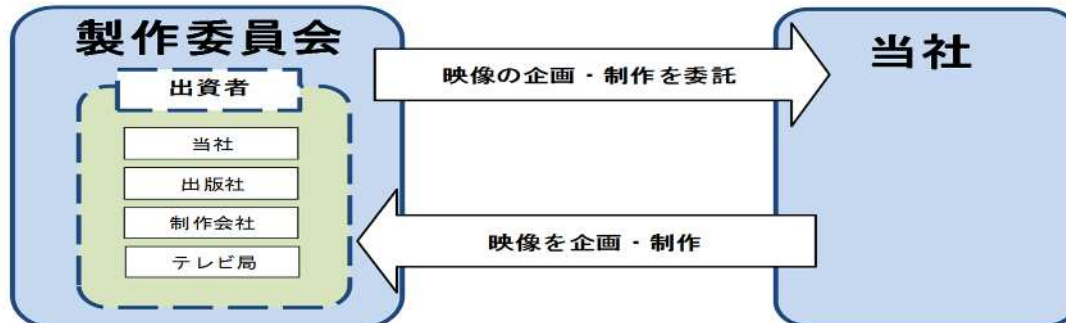 製作委員会
出資者
当社
出版社
制作会社
テレビ局
映像の企画・制作を委託
映像を企画・制作
当社